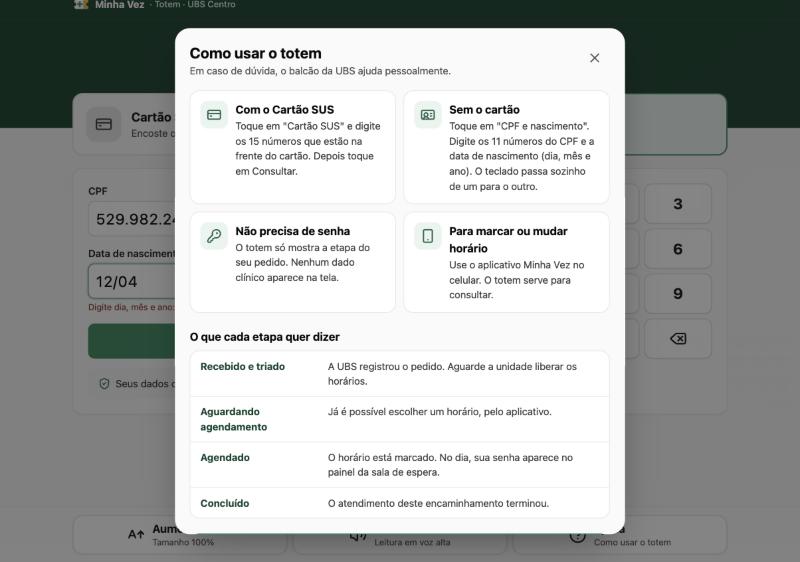 Minha Vez · Totem · UBS Centro
Como usar o totem
Em caso de dúvida, o balcão da UBS ajuda pessoalmente.
Com o Cartão SUS
Toque em "Cartão SUS" e digite
os 15 números que estão na
frente do cartão. Depois toque
em Consultar.
Sem o cartão
Toque em "CPF e nascimento".
Digite os 11 números do CPF e a
data de nascimento (dia, mês e
ano). O teclado passa sozinho
de um para o outro.
Não precisa de senha
O totem só mostra a etapa do
seu pedido. Nenhum dado
clínico aparece na tela.
Para marcar ou mudar
horário
Use o aplicativo Minha Vez no
celular. O totem serve para
consultar.
O que cada etapa quer dizer
Recebido e triado
A UBS registrou o pedido. Aguarde a unidade liberar os
horários.
Aguardando
agendamento
Já é possível escolher um horário, pelo aplicativo.
Agendado
O horário está marcado. No dia, sua senha aparece no
painel da sala de espera.
Concluído
O atendimento deste encaminhamento terminou.
Cartão
Encoste
CPF
529.982.24
Data de nascimento
12/04
Digite dia, mês e ano:
Seus dados
3
6
9
A
Tamanho 100%
Leitura em voz alta
Como usar o totem